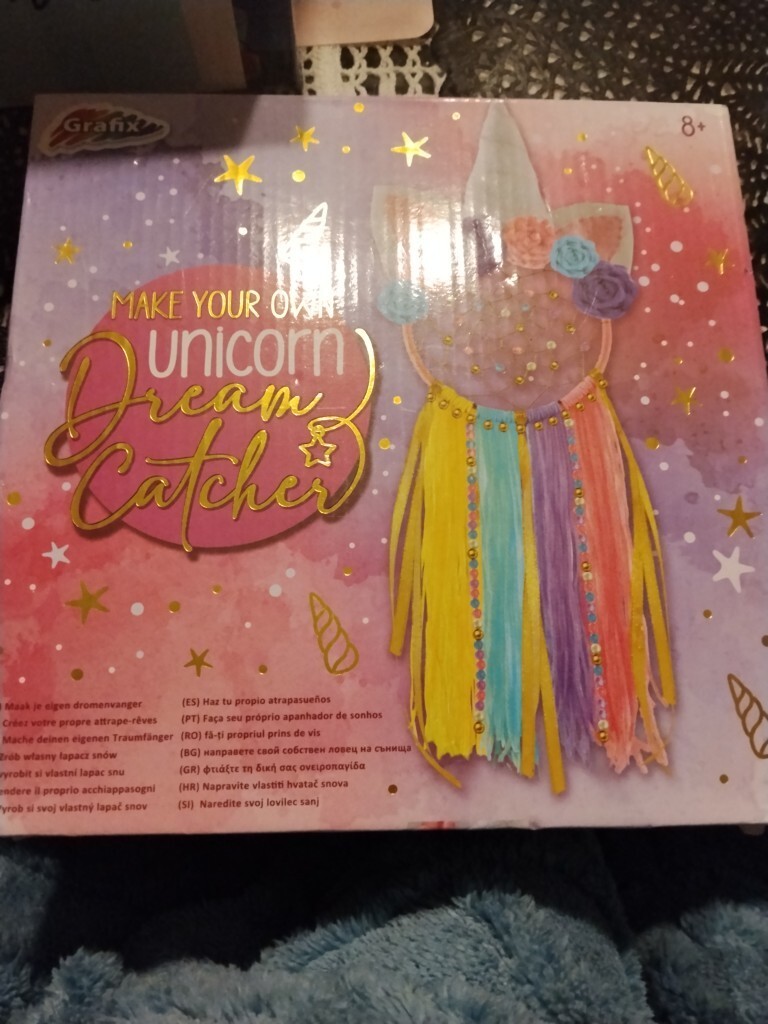 Grafix
8+
MAKE YOUR OWN
unicorn
Dream
Catcher
Maak je eigen dromenvanger
Créez votre propre attrape-rêves
Mache deinen eigenen Traumfänger
Zrób własny łapacz snów
vyrobit si vlastní lapac snu
endere il proprio acchiappasogni
Vyrob si svoj vlastný lapač snov
(ES) Haz tu propio atrapasueños
(PT) Faça seu próprio apanhador de sonhos
(RO) fă-ți propriul prins de vis
(BG) направете свой собствен ловец на сънища
(GR) φτιάξτε τη δική σας ονειροπαγίδα
(HR) Napravite vlastiti hvatač snova
(SI) Naredite svoj lovilec sanj